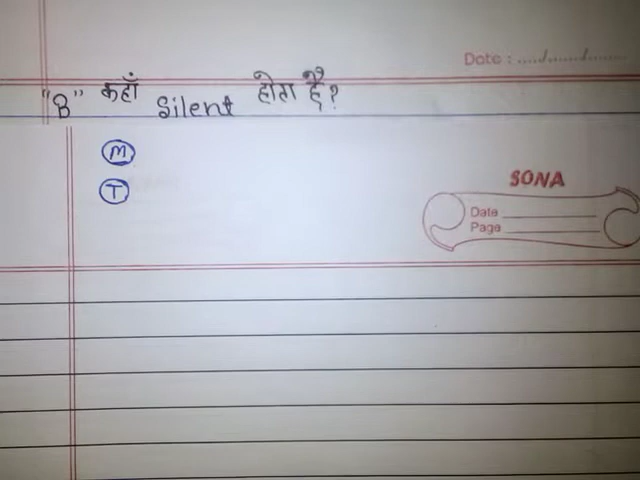 Date : ..../......../........
"B" कहाँ Silent होता है?
M
T
SONA
Date
Page